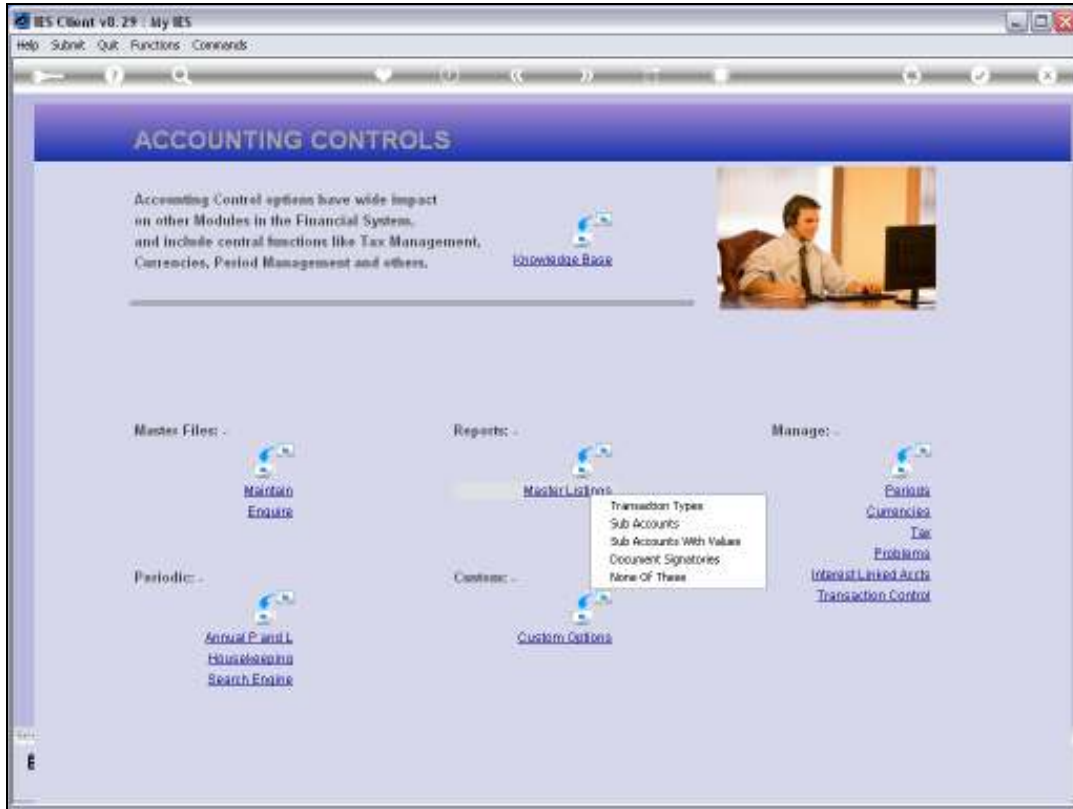 IES Client v8.29 : My IES
Help Submit Quit Functions Commands
ACCOUNTING CONTROLS
Accounting Control options have wide impact
on other Modules in the Financial System,
and include central functions like Tax Management,
Currencies, Period Management and others.
Knowledge Base
Master Files: -
Reports: -
Manage: -
Maintain
Enquire
Master Listings
Transaction Types
Sub Accounts
Sub Accounts With Values
Document Signatories
None Of These
Periods
Currencies
Tax
Problems
Interest Linked Accts
Transaction Control
Periodic: -
Custom: -
Annual P and L
Housekeeping
Search Engine
Custom Options